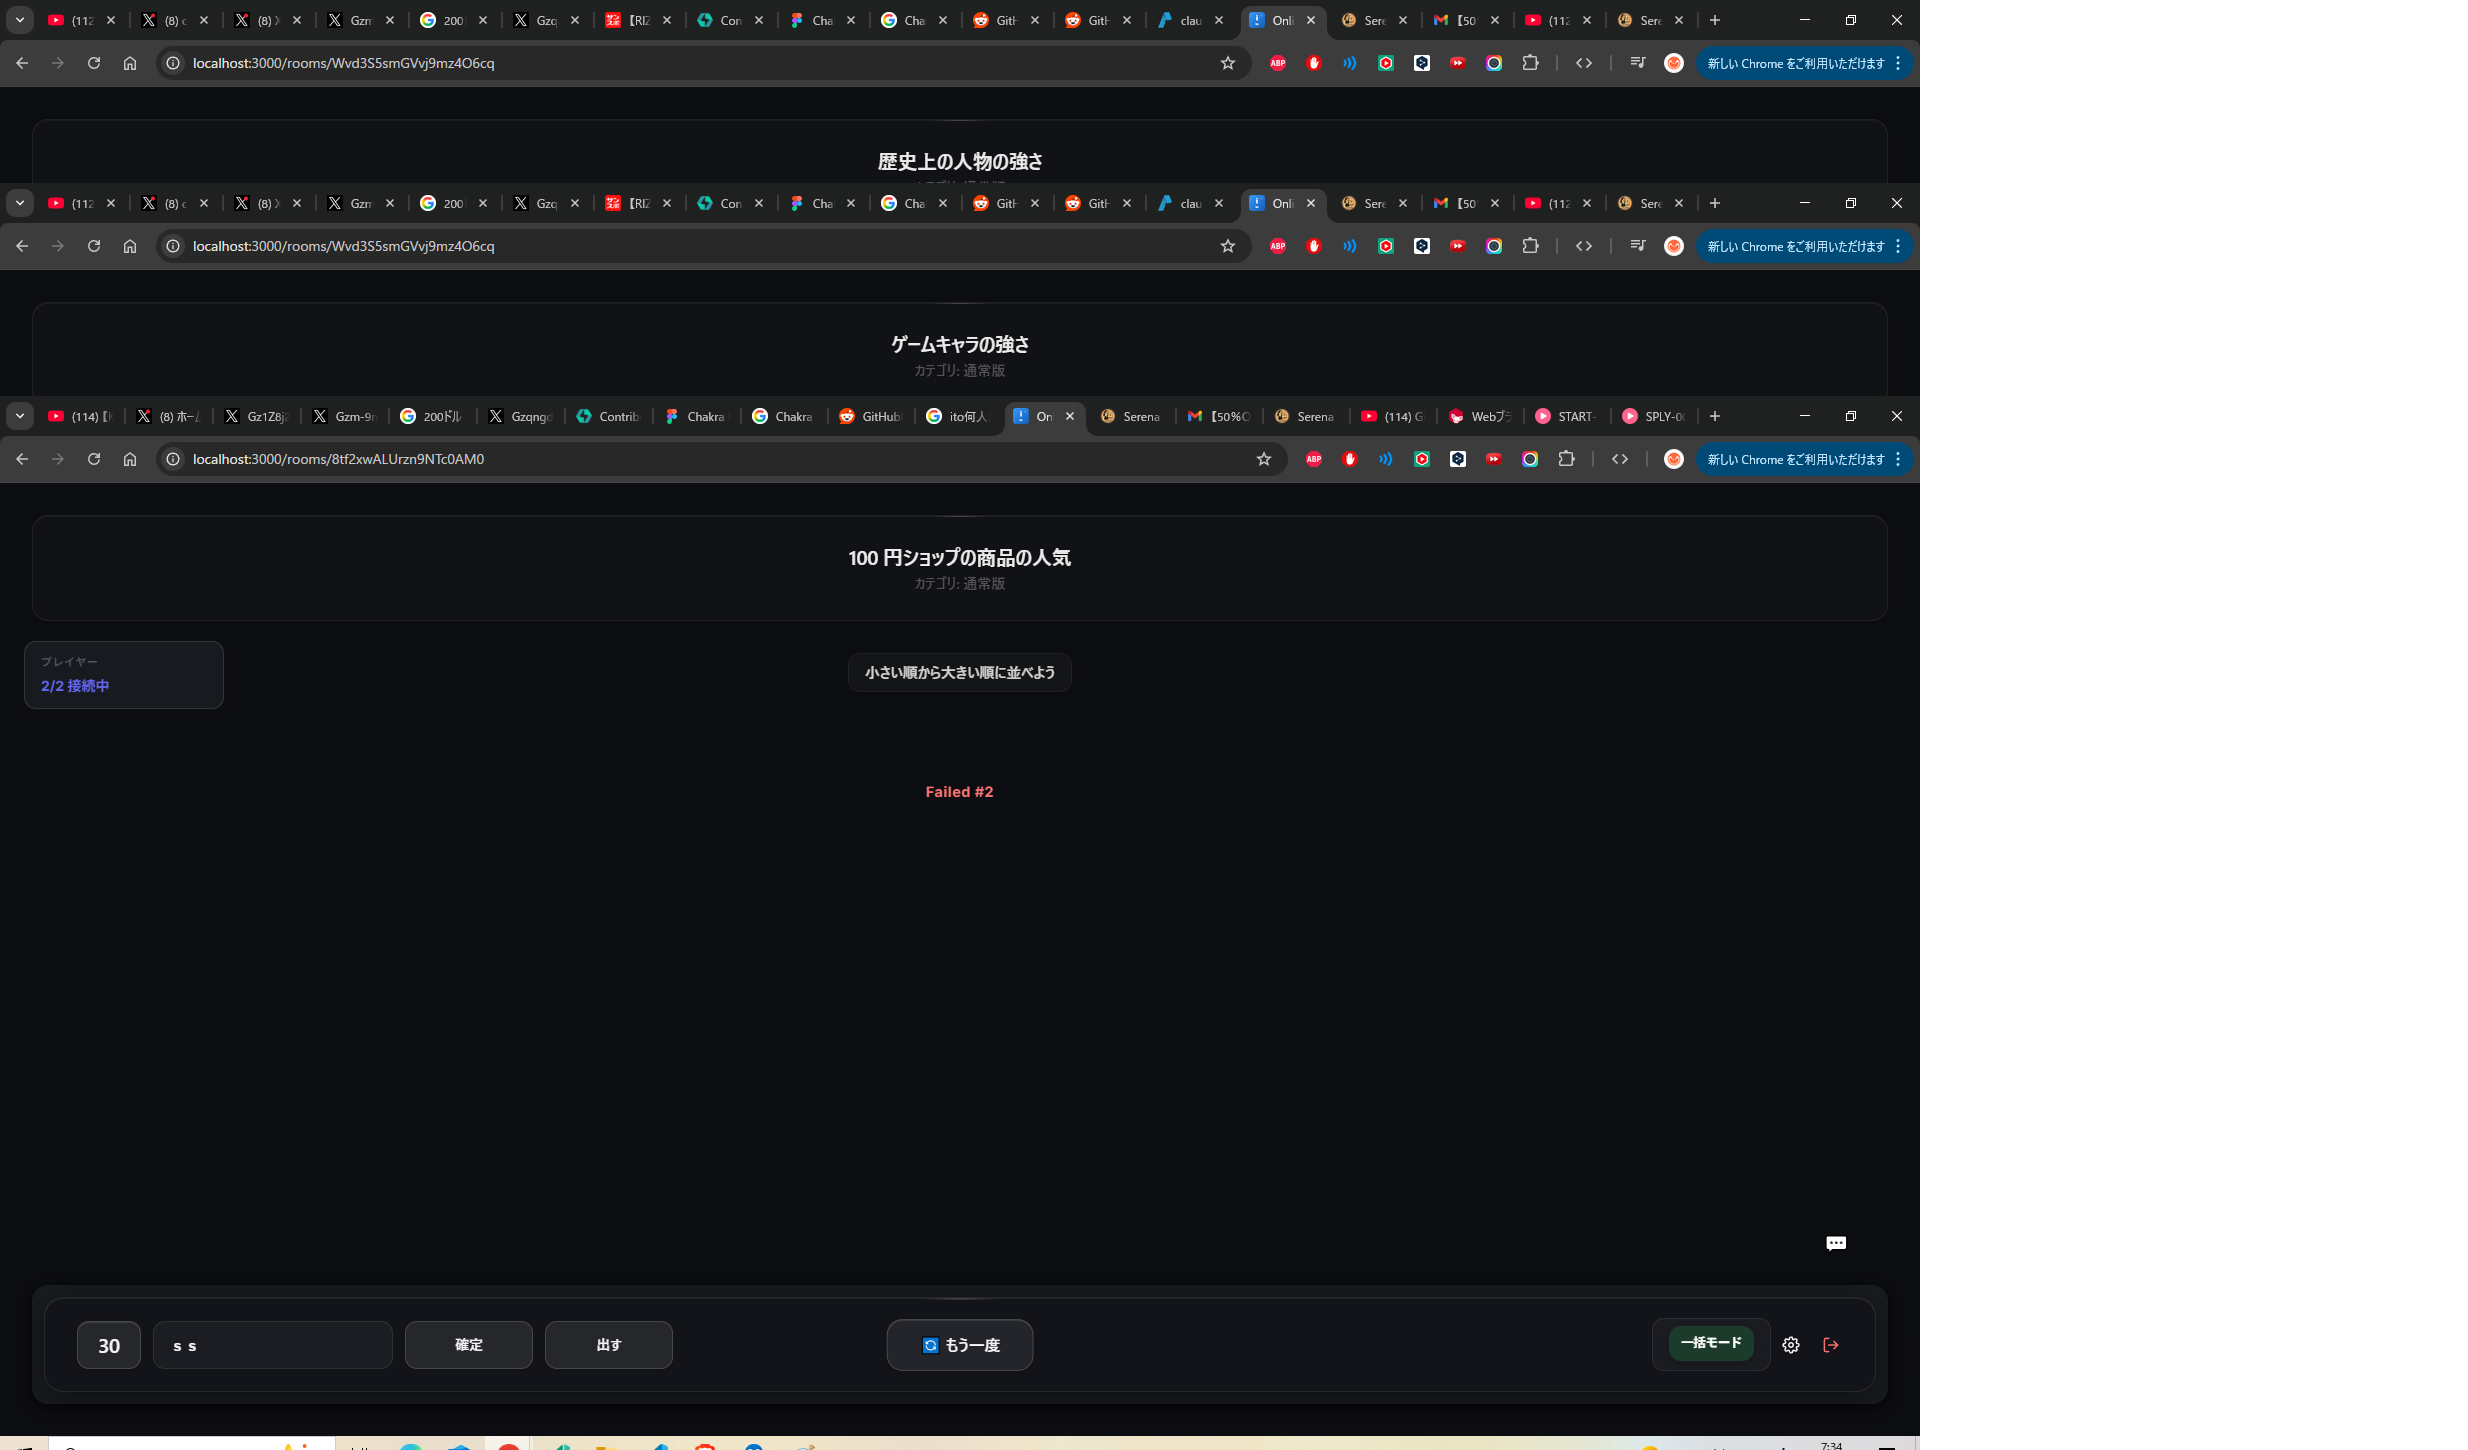 (112
(8) c
(8) X
Gzm
200
Gzq
【RIZ
Con
Cha
Cha
GitH
GitH
clau
Onli
Sere
【50
(112
Sere
localhost:3000/rooms/Wvd3S5smGVvj9mz4O6cq
ABP
新しい Chrome をご利用いただけます
歴史上の人物の強さ
(112
(8) c
(8) X
Gzm
200
Gzq
【RIZ
Con
Cha
Cha
GitH
GitH
clau
Onli
Sere
【50
(112
Sere
localhost:3000/rooms/Wvd3S5smGVvj9mz4O6cq
ABP
新しい Chrome をご利用いただけます
ゲームキャラの強さ
カテゴリ: 通常版
(114)【K
(8) ホーム
Gz1Z8jz
Gzm-9n
200ドル
Gzqngd
Contrib
Chakra
Chakra
GitHub
ito何人
On
Serena
【50%O
Serena
(114) G
Webブラ
START-
SPLY-00
localhost:3000/rooms/8tf2xwALUrzn9NTc0AM0
ABP
新しい Chrome をご利用いただけます
100 円ショップの商品の人気
カテゴリ: 通常版
プレイヤー
2/2 接続中
小さい順から大きい順に並べよう
Failed #2
30
s s
確定
出す
もう一度
一括モード
7:34